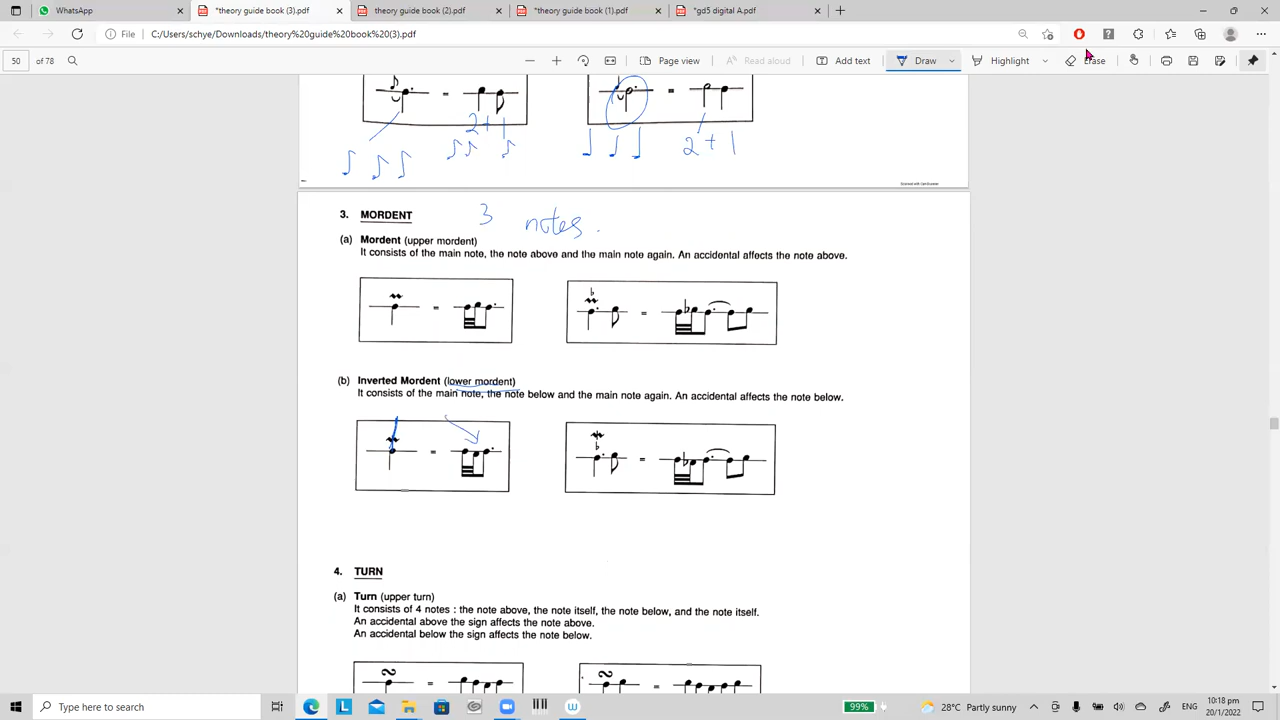 WhatsApp
*theory guide book (3).pdf
theory guide book (2).pdf
*theory guide book (1).pdf
*gd5 digital A.pdf
File
C:/Users/schye/Downloads/theory%20guide%20book%20(3).pdf
50 of 78
Page view
Read aloud
Add text
Draw
Highlight
Erase
2 + 1
2 + 1
3. MORDENT
3 notes.
(a) Mordent (upper mordent)
It consists of the main note, the note above and the main note again. An accidental affects the note above.
=
=
(b) Inverted Mordent (lower mordent)
It consists of the main note, the note below and the main note again. An accidental affects the note below.
=
=
4. TURN
(a) Turn (upper turn)
It consists of 4 notes : the note above, the note itself, the note below, and the note itself.
An accidental above the sign affects the note above.
An accidental below the sign affects the note below.
=
=
Type here to search
99%
28°C Partly sunny
ENG
10:18 pm
20/1/2022